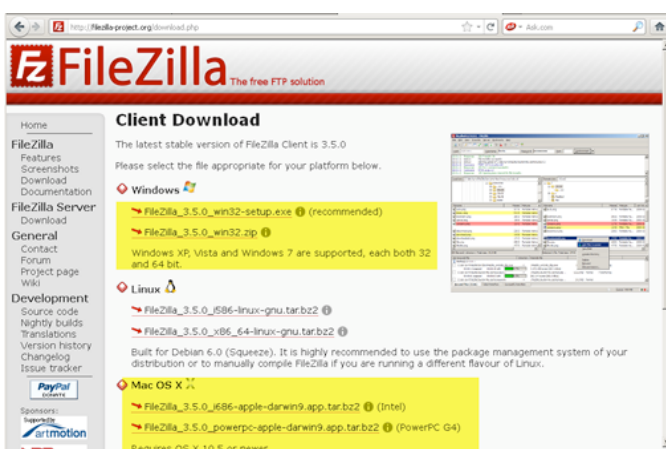 http://filezilla-project.org/download.php
Ask.com
Fz FileZilla The free FTP solution
Home
FileZilla
Features
Screenshots
Download
Documentation
FileZilla Server
Download
General
Contact
Forum
Project page
Wiki
Development
Source code
Nightly builds
Translations
Version history
Changelog
Issue tracker
PayPal
DONATE
Sponsors:
Supported by
artmotion
Client Download
The latest stable version of FileZilla Client is 3.5.0
Please select the file appropriate for your platform below.
Windows
FileZilla_3.5.0_win32-setup.exe (recommended)
FileZilla_3.5.0_win32.zip
Windows XP, Vista and Windows 7 are supported, each both 32
and 64 bit.
Linux
FileZilla_3.5.0_i586-linux-gnu.tar.bz2
FileZilla_3.5.0_x86_64-linux-gnu.tar.bz2
Built for Debian 6.0 (Squeeze). It is highly recommended to use the package management system of your
distribution or to manually compile FileZilla if you are running a different flavour of Linux.
Mac OS X
FileZilla_3.5.0_i686-apple-darwin9.app.tar.bz2 (Intel)
FileZilla_3.5.0_powerpc-apple-darwin9.app.tar.bz2 (PowerPC G4)
Requires OS X 10.5 or newer